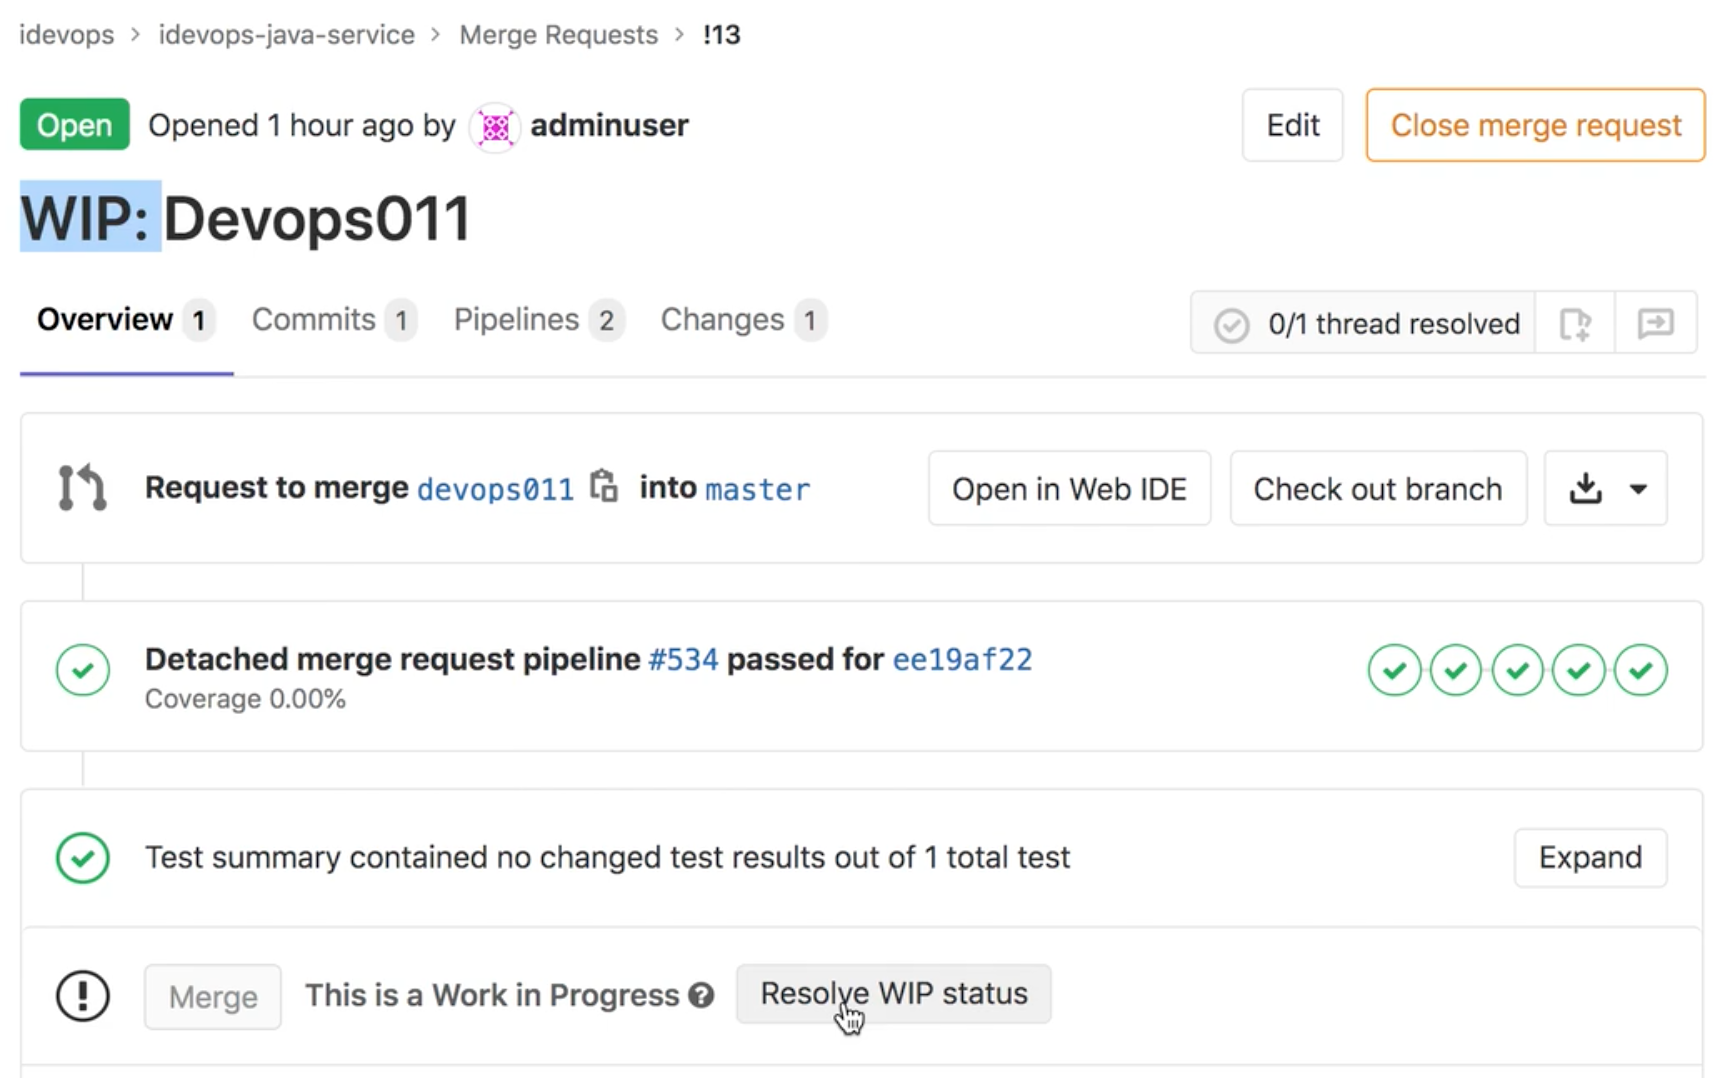 idevops > idevops-java-service > Merge Requests > !13
Open Opened 1 hour ago by adminuser Edit Close merge request
WIP: Devops011
Overview 1 Commits 1 Pipelines 2 Changes 1 0/1 thread resolved
Request to merge devops011 into master Open in Web IDE Check out branch
Detached merge request pipeline #534 passed for ee19af22
Coverage 0.00%
Test summary contained no changed test results out of 1 total test Expand
Merge This is a Work in Progress Resolve WIP status